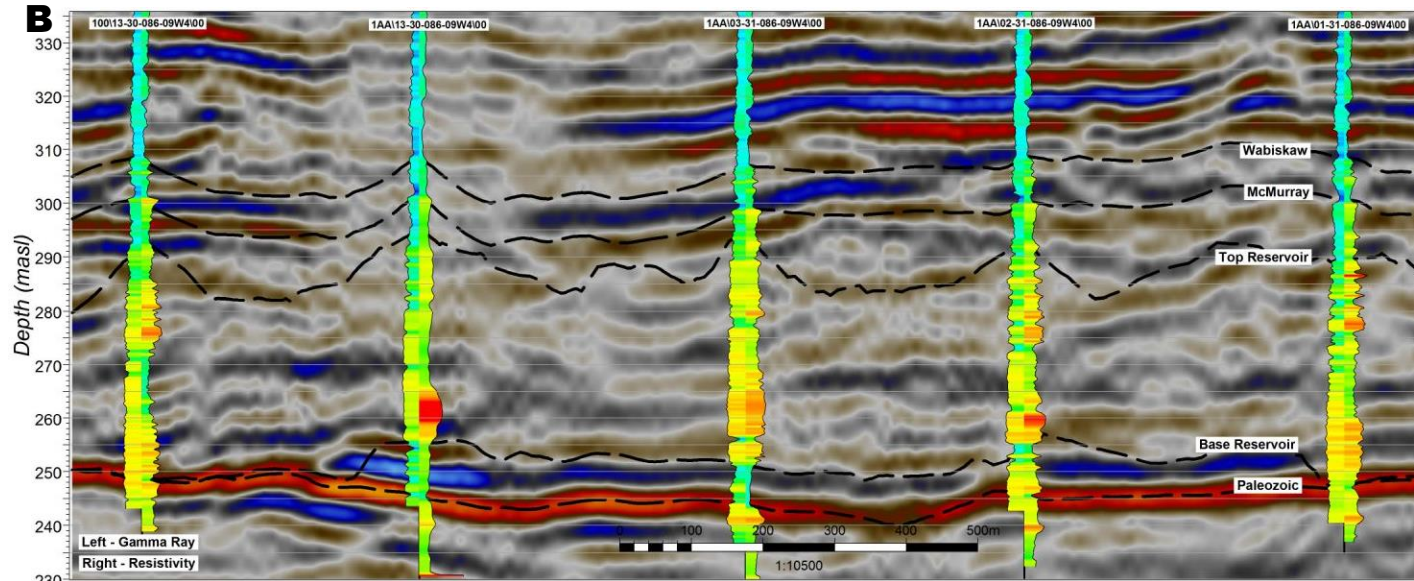 B
100\13-30-086-09W4\00 1AA\13-30-086-09W4\00 1AA\03-31-086-09W4\00 1AA\02-31-086-09W4\00 1AA\01-31-086-09W4\00
330
320
310
300
290
280
270
260
250
240
230
Depth (masl)
Wabiskaw
McMurray
Top Reservoir
Base Reservoir
Paleozoic
0 100 200 300 400 500m
1:10500
Left - Gamma Ray
Right - Resistivity